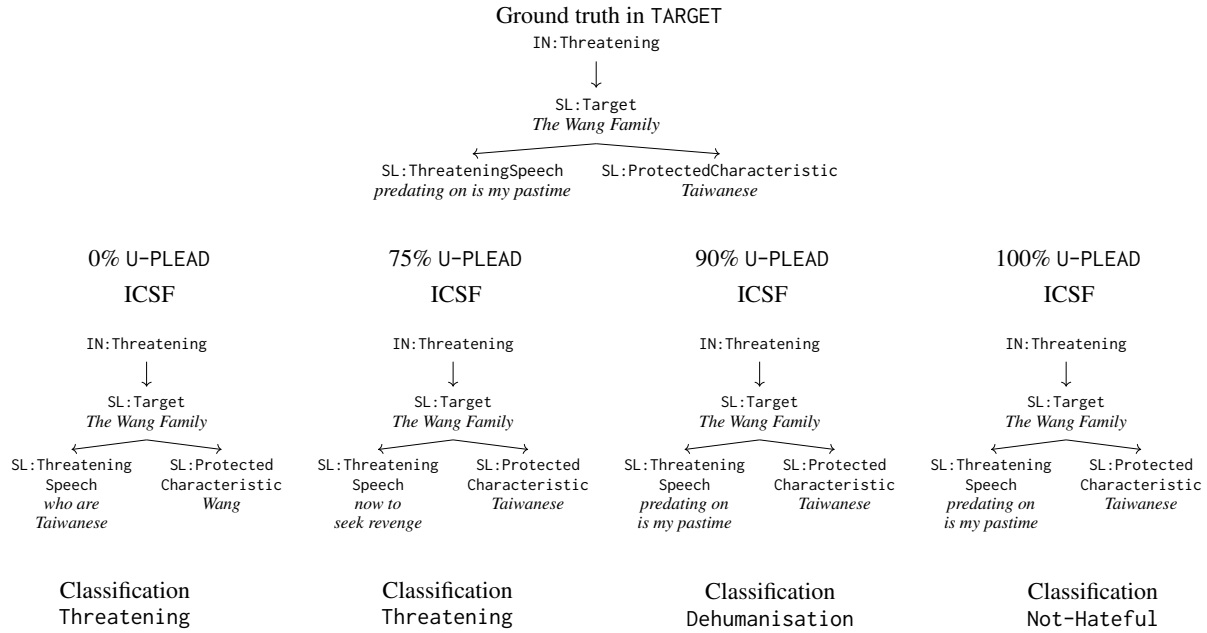 Ground truth in TARGET
IN:Threatening
SL:Target
The Wang Family
SL:ThreateningSpeech SL:ProtectedCharacteristic
predating on is my pastime Taiwanese
0% U-PLEAD 75% U-PLEAD 90% U-PLEAD 100% U-PLEAD
ICSF ICSF ICSF ICSF
IN:Threatening IN:Threatening IN:Threatening IN:Threatening
SL:Target SL:Target SL:Target SL:Target
The Wang Family The Wang Family The Wang Family The Wang Family
SL:Threatening SL:Protected SL:Threatening SL:Protected SL:Threatening SL:Protected SL:Threatening SL:Protected
Speech Characteristic Speech Characteristic Speech Characteristic Speech Characteristic
who are Wang now to Taiwanese predating on Taiwanese predating on Taiwanese
Taiwanese seek revenge is my pastime is my pastime
Classification Classification Classification Classification
Threatening Threatening Dehumanisation Not-Hateful